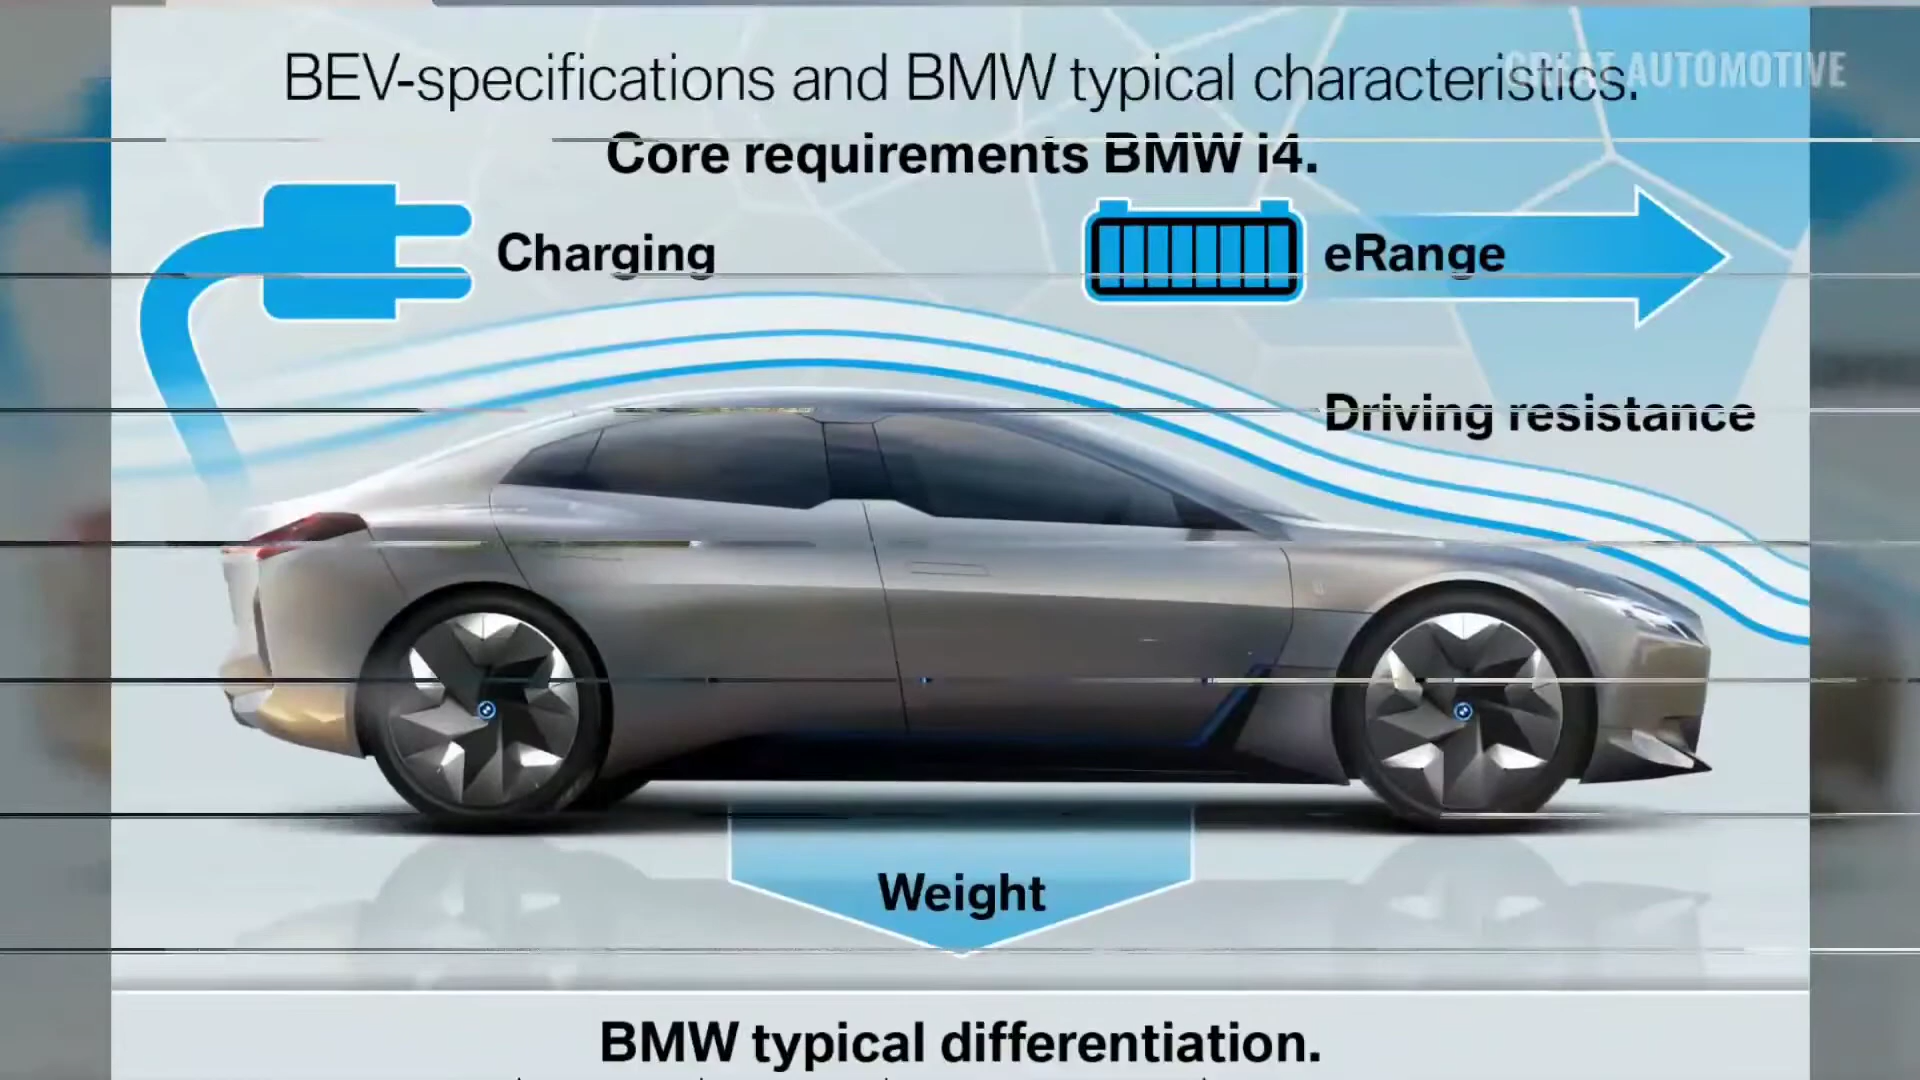 BEV-specifications and BMW typical characteristics.
GREAT AUTOMOTIVE
Core requirements BMW i4.
Charging
eRange
Driving resistance
Weight
BMW typical differentiation.